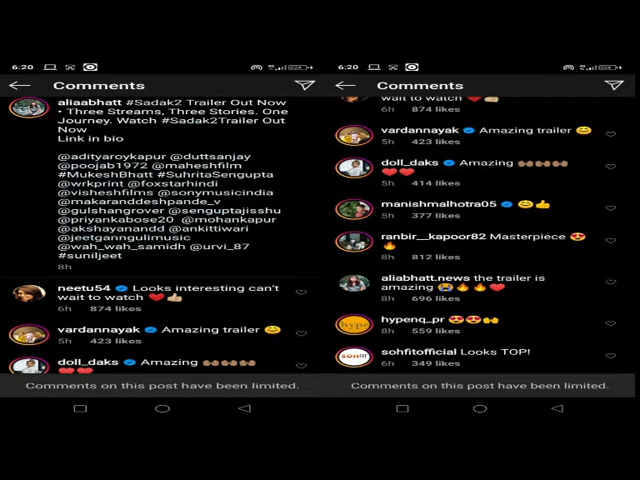 6:20
Comments
aliaabhatt #Sadak2 Trailer Out Now
• Three Streams, Three Stories. One
Journey. Watch #Sadak2Trailer Out
Now
Link in bio
@adityaroykapur @duttsanjay
@poojab1972 @maheshfilm
#MukeshBhatt #SuhritaSengupta
@wrkprint @foxstarhindi
@visheshfilms @sonymusicindia
@makaranddeshpande_v
@gulshangrover @senguptajisshu
@priyankabose20 @mohankapur
@akshayanandd @ankittiwari
@jeetganngulimusic
@wah_wah_samidh @urvi_87
#suniljeet
8h
neetu54 Looks interesting can't
wait to watch ❤️👍🏼
6h 874 likes
vardannayak Amazing trailer 😊
5h 423 likes
doll_daks Amazing 👏🏽👏🏽👏🏽👏🏽
❤️❤️
Comments on this post have been limited.
6:20
Comments
wait to watch ❤️👍🏼
6h 874 likes
vardannayak Amazing trailer 😊
5h 423 likes
doll_daks Amazing 👏🏽👏🏽👏🏽👏🏽
❤️❤️
5h 414 likes
manishmalhotra05 😊👍
5h 377 likes
ranbir__kapoor82 Masterpiece 😍
🔥
8h 812 likes
aliabhatt.news the trailer is
amazing 😭🔥🔥❤️
8h 696 likes
hype
hypenq_pr 😍😍🙌
8h 559 likes
SOHFIT
sohfitofficial Looks TOP!
6h 349 likes
Comments on this post have been limited.